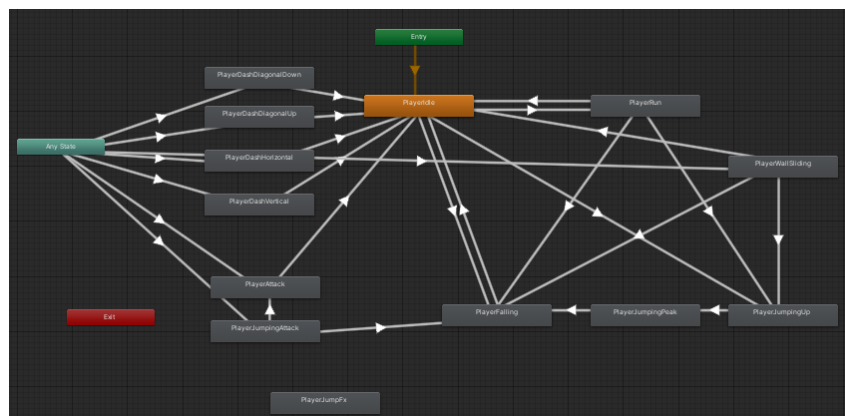 Entry
PlayerDashDiagonalDown
PlayerIdle
PlayerRun
PlayerDashDiagonalUp
Any State
PlayerDashHorizontal
PlayerWallSliding
PlayerDashVertical
PlayerAttack
Exit
PlayerFalling
PlayerJumpingPeak
PlayerJumpingUp
PlayerJumpingAttack
PlayerJumpFx